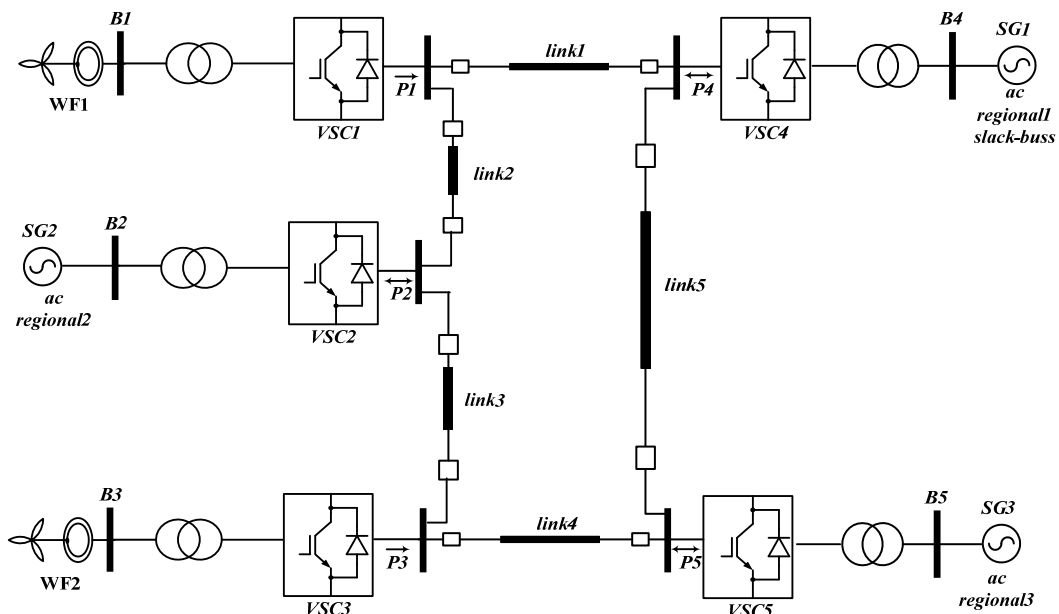 B1
WF1
VSC1
P1
link1
P4
VSC4
B4
SG1
ac
regional1
slack-buss
link2
SG2
B2
ac
regional2
VSC2
P2
link5
link3
B3
WF2
VSC3
P3
link4
P5
VSC5
B5
SG3
ac
regional3